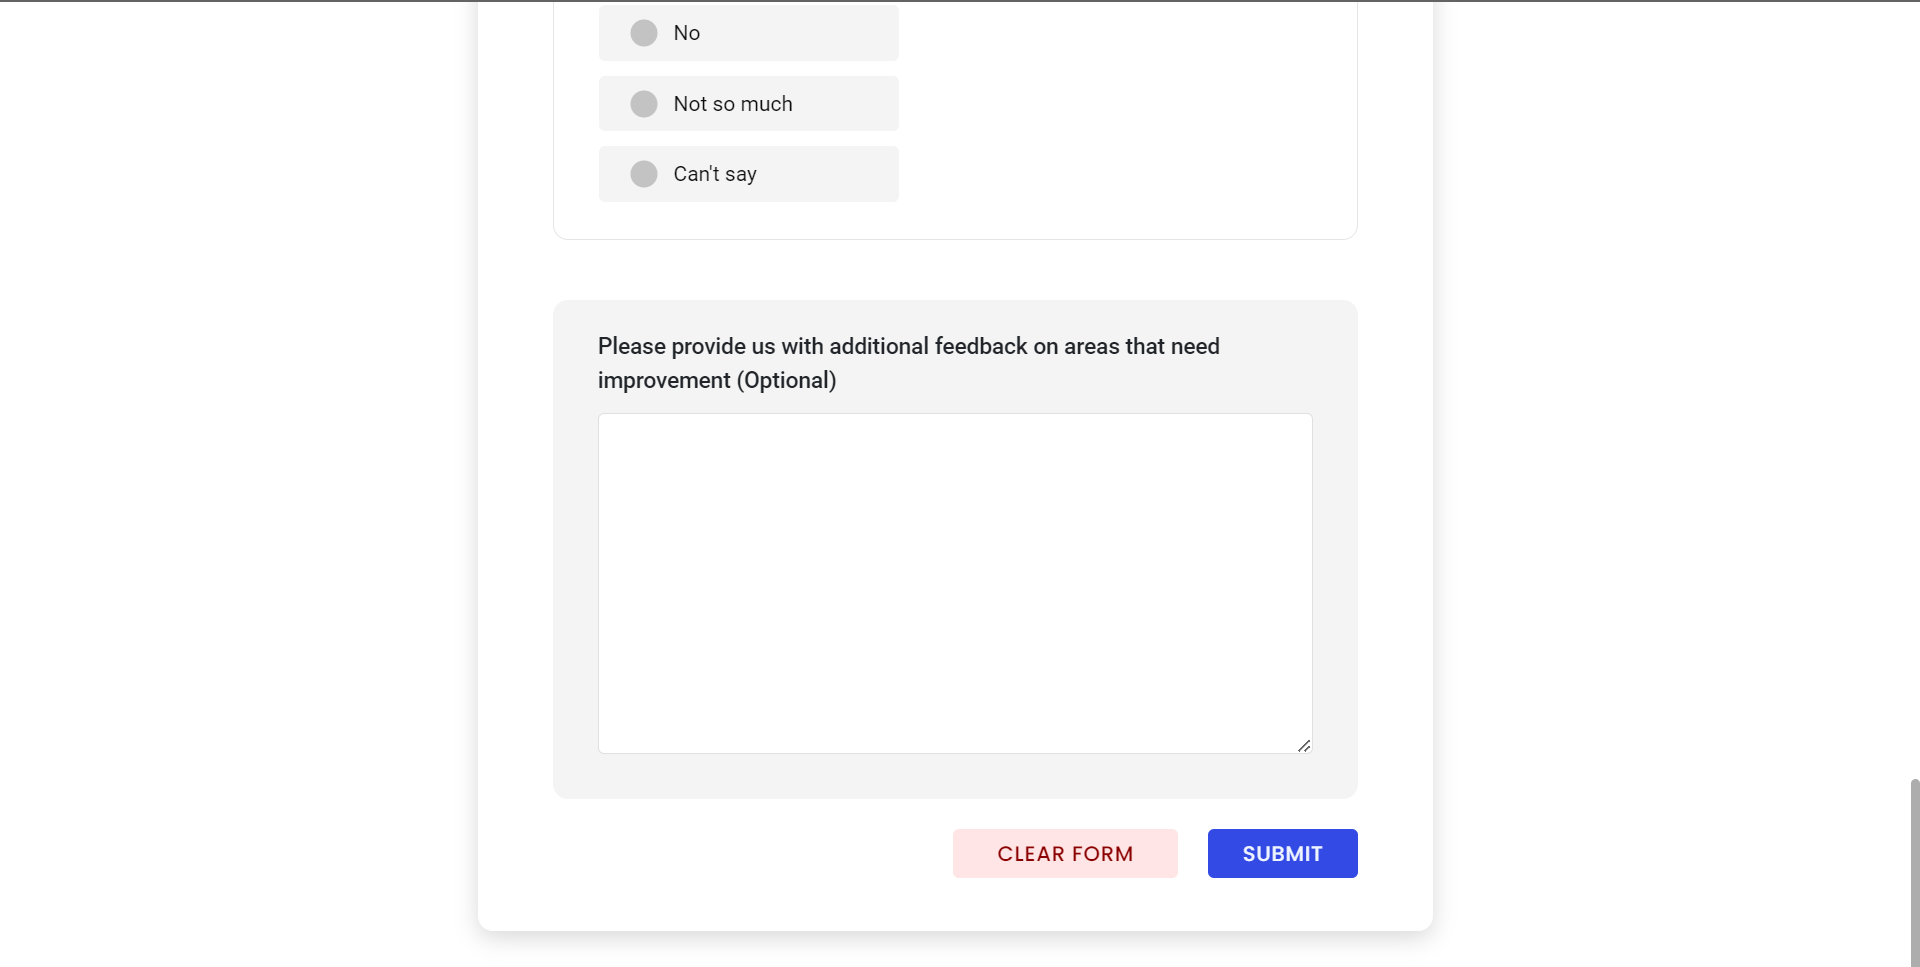 No
Not so much
Can't say
Please provide us with additional feedback on areas that need
improvement (Optional)
CLEAR FORM
SUBMIT